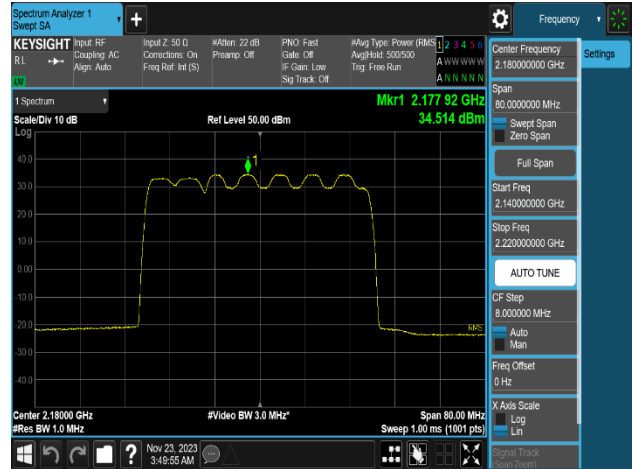 Spectrum Analyzer 1
Swept SA
Frequency
KEYSIGHT
R L
Input: RF
Coupling: AC
Align: Auto
Input Z: 50 Ω
Corrections: On
Freq Ref: Int (S)
#Atten: 22 dB
Preamp: Off
PNO: Fast
Gate: Off
IF Gain: Low
Sig Track: Off
#Avg Type: Power (RMS
Avg|Hold: 500/500
Trig: Free Run
1 2 3 4 5 6
A WWWWW
A N N N N N
1 Spectrum
Scale/Div 10 dB
Log
Ref Level 50.00 dBm
Mkr1 2.177 92 GHz
34.514 dBm
40.0
30.0
20.0
10.0
0.00
-10.0
-20.0
-30.0
-40.0
1
RMS
Center 2.18000 GHz
#Res BW 1.0 MHz
#Video BW 3.0 MHz*
Span 80.00 MHz
Sweep 1.00 ms (1001 pts)
Nov 23, 2023
3:49:55 AM
Center Frequency
2.180000000 GHz
Settings
Span
80.0000000 MHz
Swept Span
Zero Span
Full Span
Start Freq
2.140000000 GHz
Stop Freq
2.220000000 GHz
AUTO TUNE
CF Step
8.000000 MHz
Auto
Man
Freq Offset
0 Hz
X Axis Scale
Log
Lin
Signal Track
(Span Zoom)